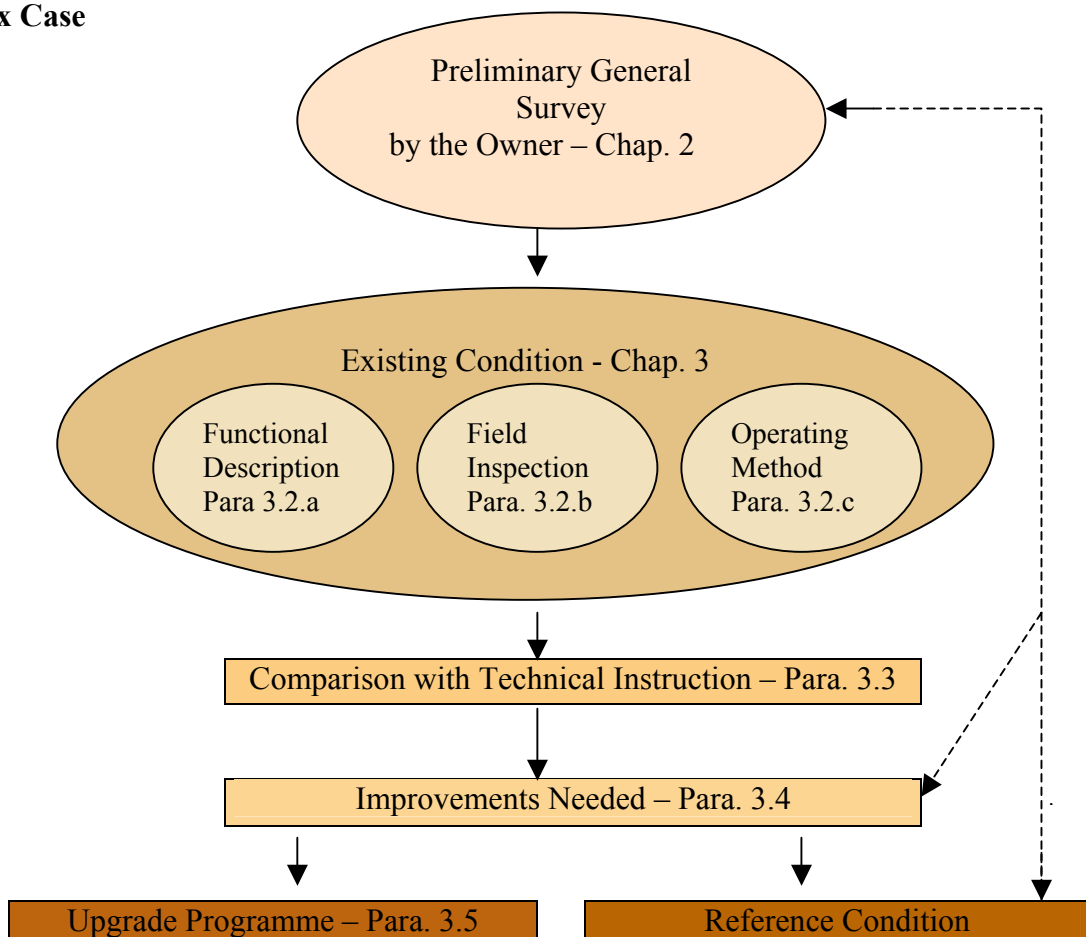 x Case
Preliminary General
Survey
by the Owner – Chap. 2
Existing Condition - Chap. 3
Functional
Description
Para 3.2.a
Field
Inspection
Para. 3.2.b
Operating
Method
Para. 3.2.c
Comparison with Technical Instruction – Para. 3.3
Improvements Needed – Para. 3.4
Upgrade Programme – Para. 3.5
Reference Condition